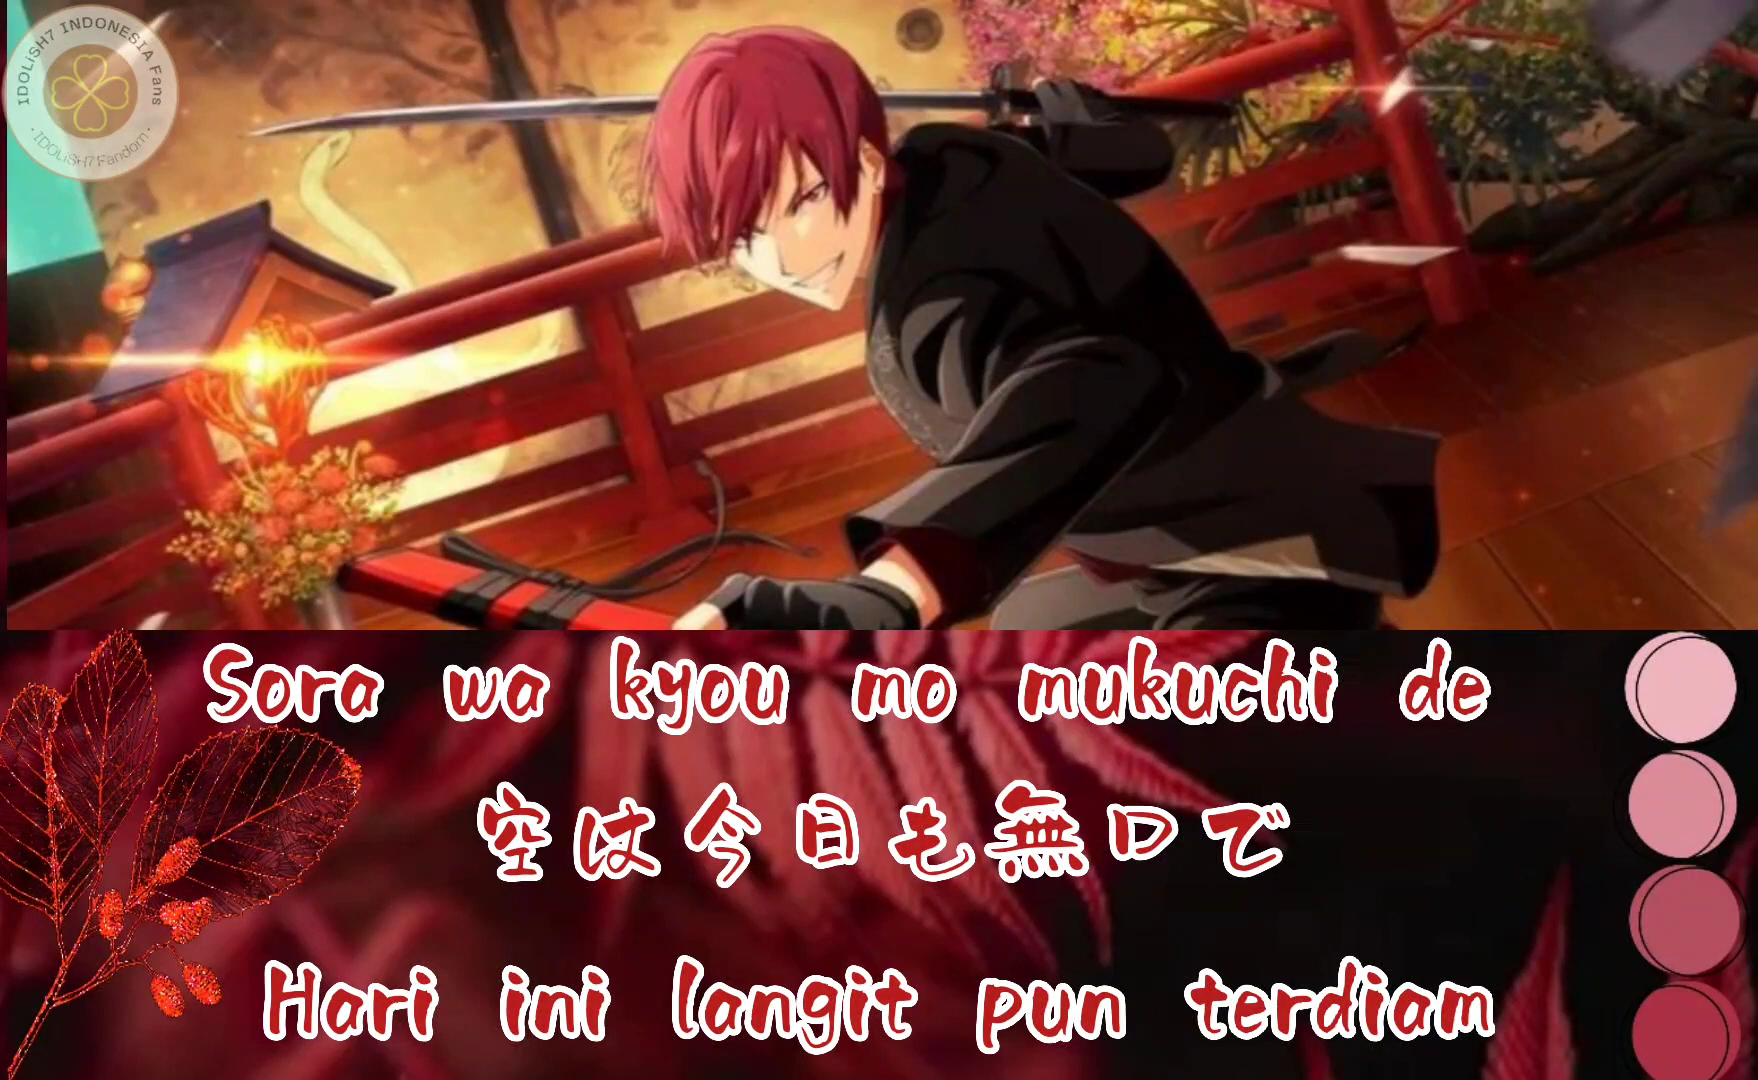 IDOLiSH7 INDONESIA Fans
· IDOLiSH7 Fandom ·
Sora wa kyou mo mukuchi de
空は今日も無口で
Hari ini langit pun terdiam